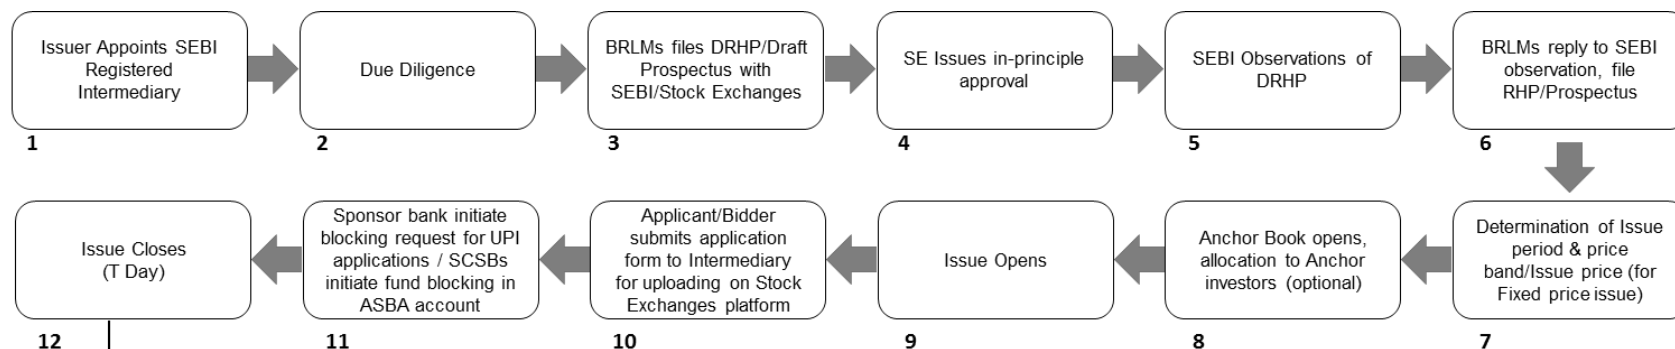 Issuer Appoints SEBI
Registered
Intermediary
1
Due Diligence
2
BRLMs files DRHP/Draft
Prospectus with
SEBI/Stock Exchanges
3
SE Issues in-principle
approval
4
SEBI Observations of
DRHP
5
BRLMs reply to SEBI
observation, file
RHP/Prospectus
6
Determination of Issue
period & price
band/Issue price (for
Fixed price issue)
7
Anchor Book opens,
allocation to Anchor
investors (optional)
8
Issue Opens
9
Applicant/Bidder
submits application
form to Intermediary
for uploading on Stock
Exchanges platform
10
Sponsor bank initiate
blocking request for UPI
applications / SCSBs
initiate fund blocking in
ASBA account
11
Issue Closes
(T Day)
12